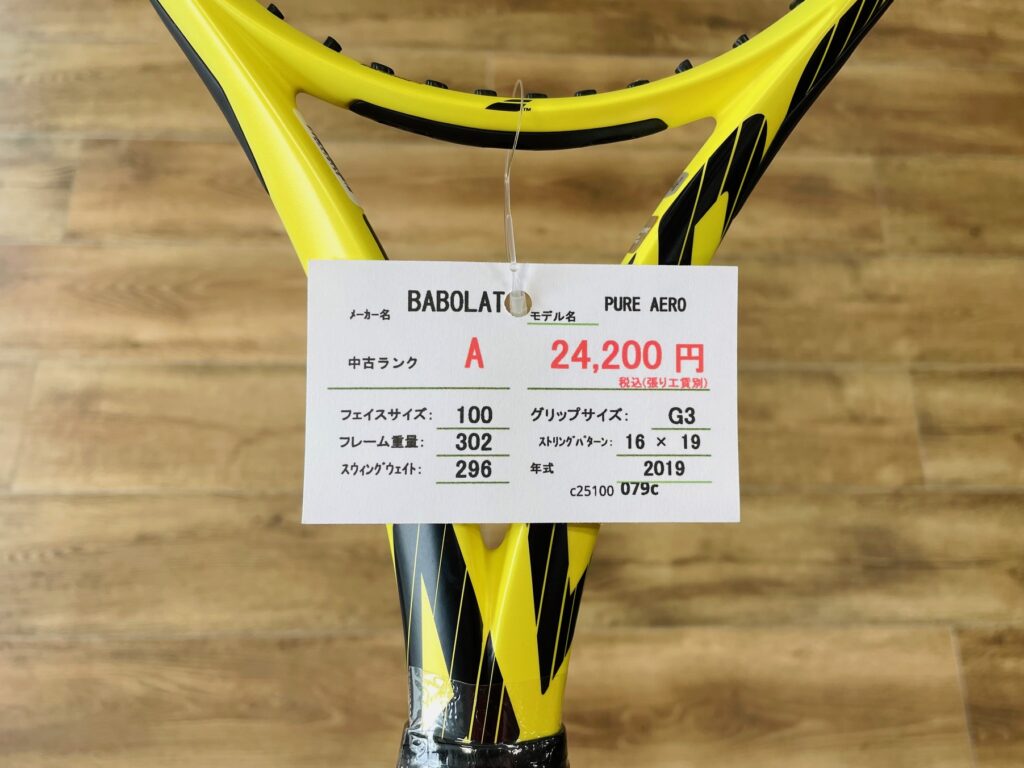 メーカー名 BABOLAT モデル名 PURE AERO
中古ランク A 24,200 円
税込(張り工賃別)
フェイスサイズ: 100 グリップサイズ: G3
フレーム重量: 302 ストリングパターン: 16 × 19
スウィングウェイト: 296 年式 2019
c25100 079c